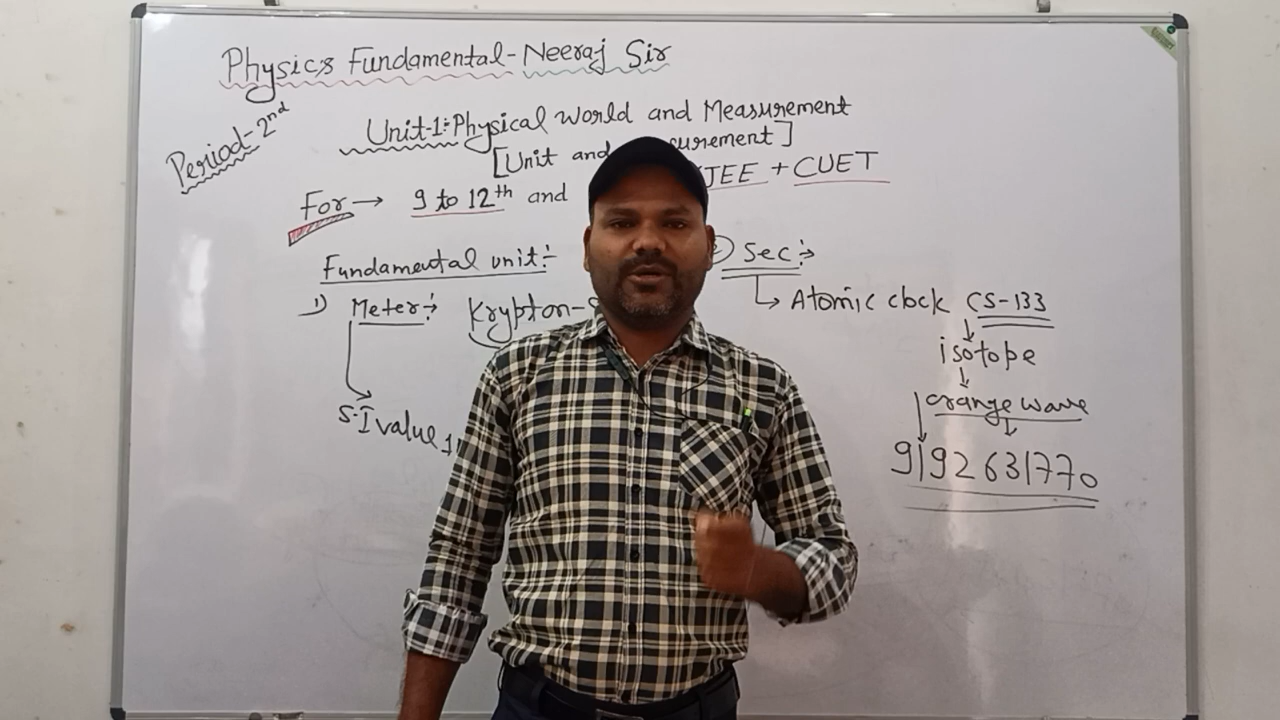 Physics Fundamental-Neeraj Sir
Period-2nd
Unit-1:-Physical World and Measurement
[Unit and urement]
For→ 9 to 12th and JEE + CUET
Fundamental unit:-
1) Meter:- Krypton-
S.I value 1
Sec:-
Atomic clock CS-133
isotope
orange wave
9192631770